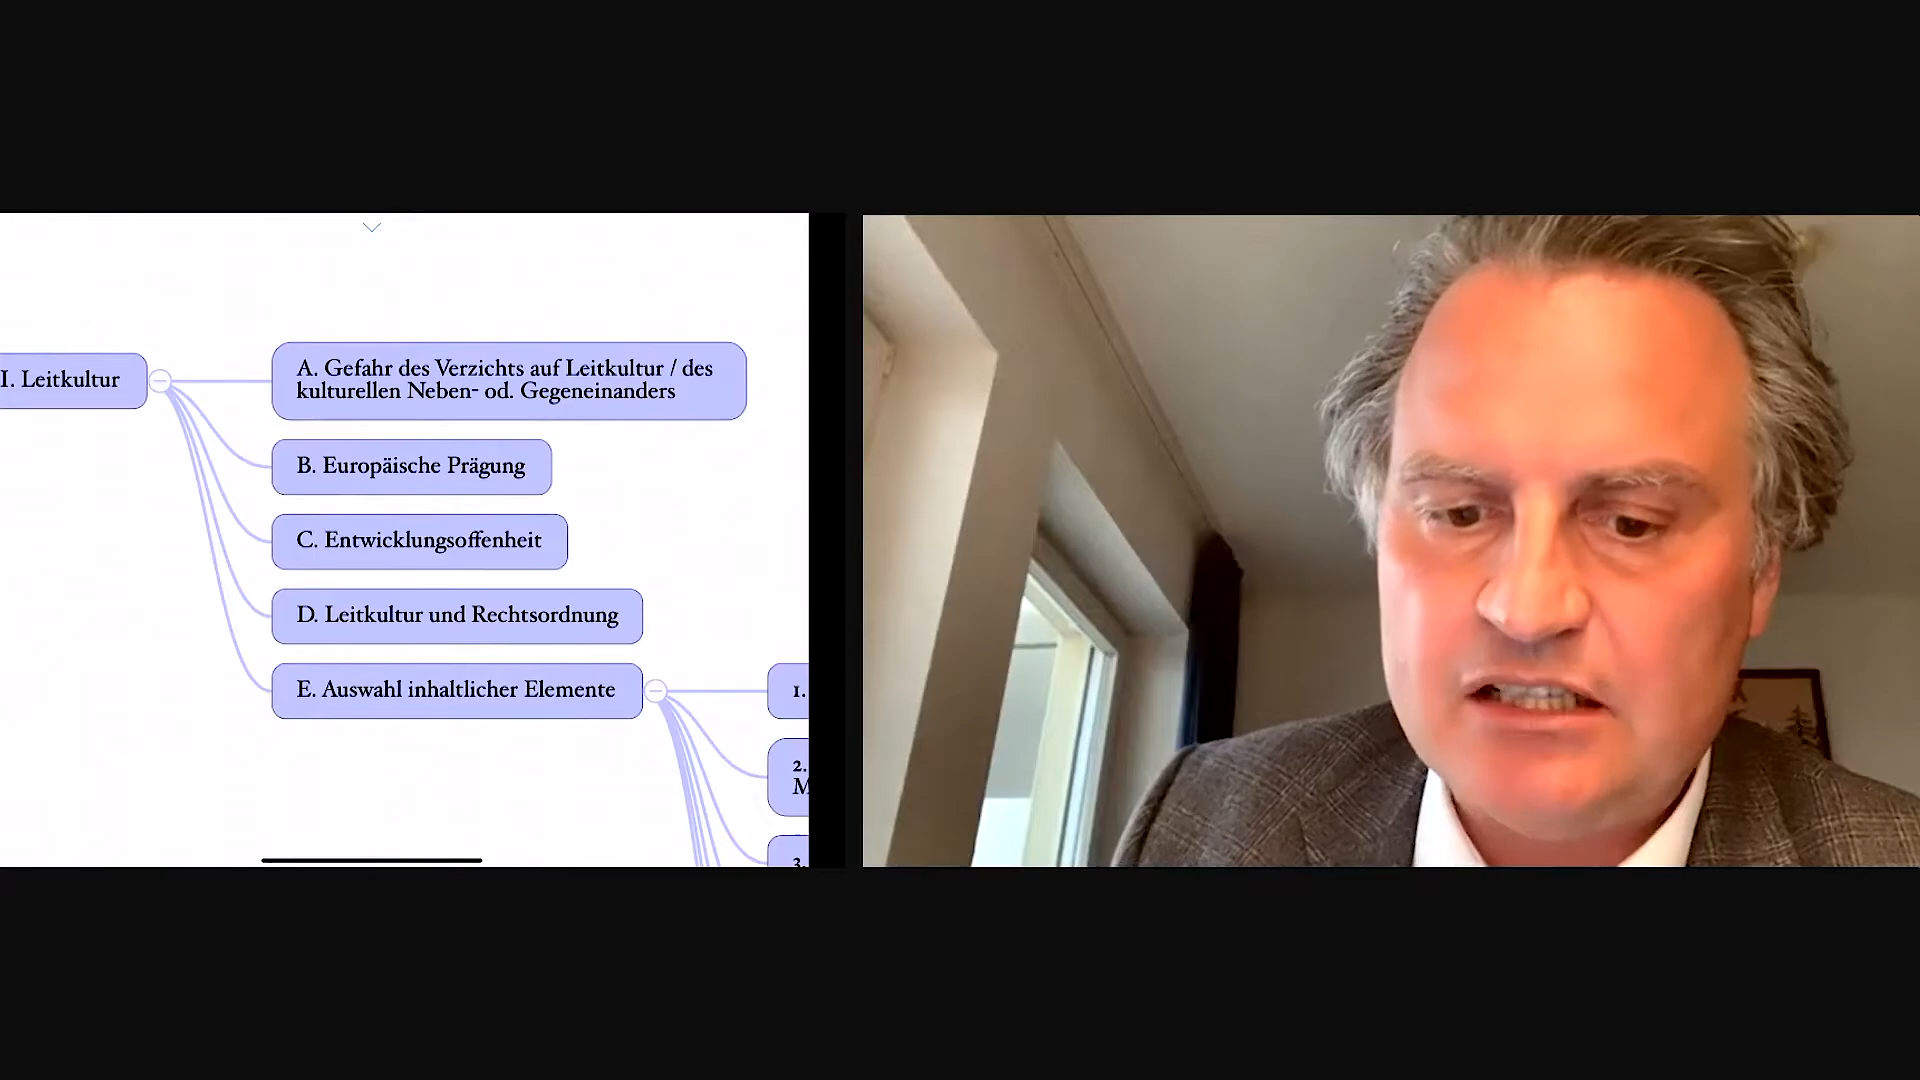 I. Leitkultur
A. Gefahr des Verzichts auf Leitkultur / des
kulturellen Neben- od. Gegeneinanders
B. Europäische Prägung
C. Entwicklungsoffenheit
D. Leitkultur und Rechtsordnung
E. Auswahl inhaltlicher Elemente
1.
2.
M
3.